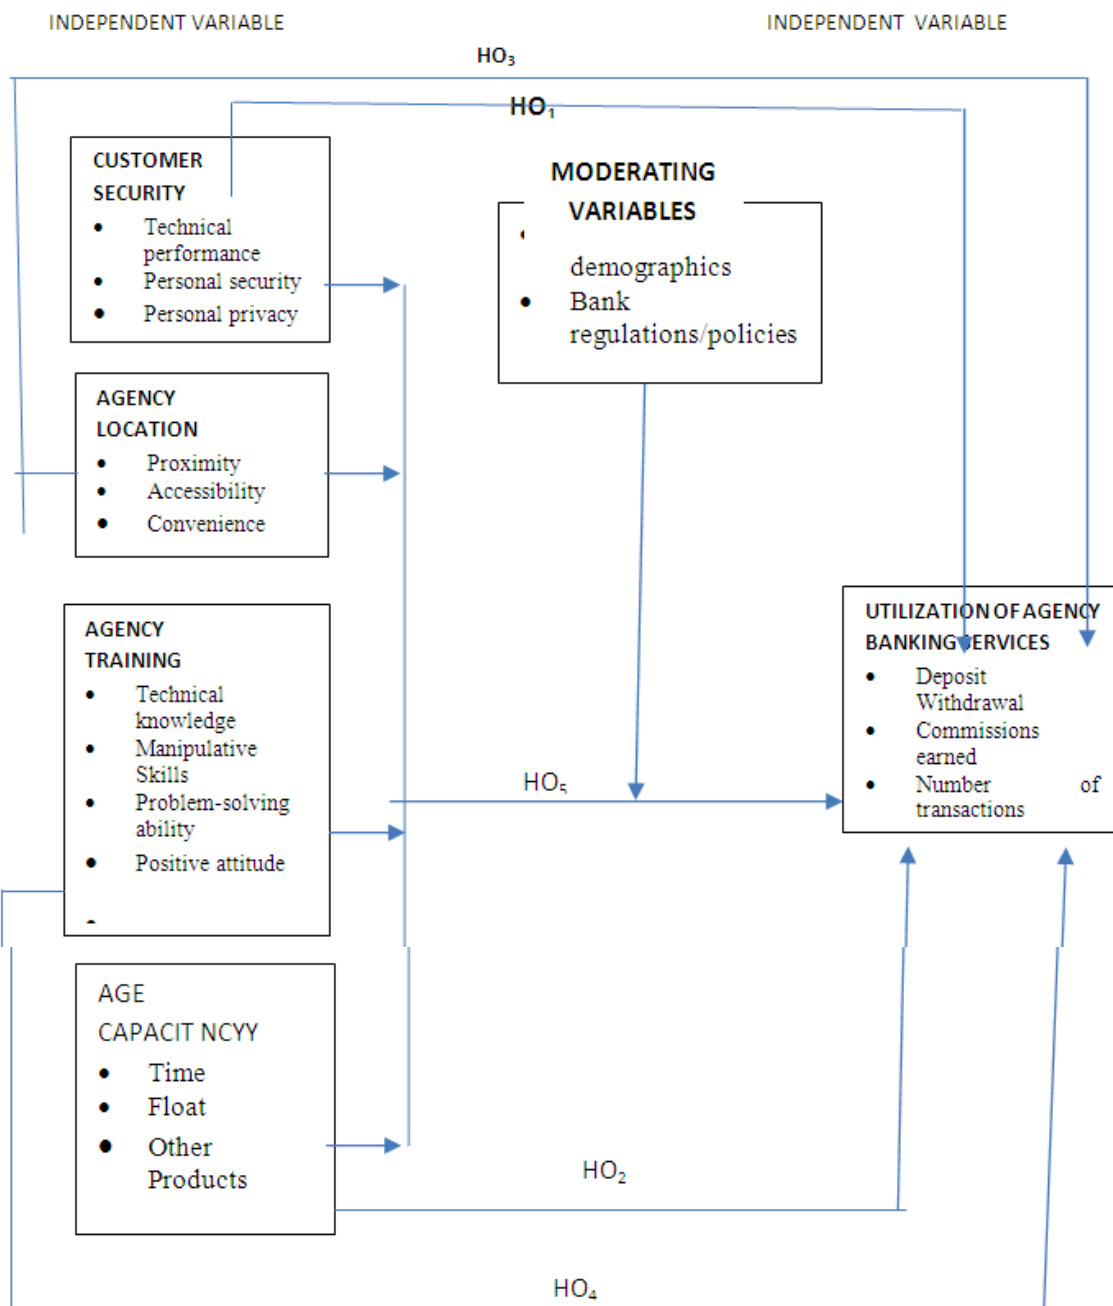 INDEPENDENT VARIABLE
INDEPENDENT VARIABLE
HO₃
HO₁
CUSTOMER
SECURITY
• Technical
performance
• Personal security
• Personal privacy
MODERATING
VARIABLES
•
demographics
• Bank
regulations/policies
AGENCY
LOCATION
• Proximity
• Accessibility
• Convenience
AGENCY
TRAINING
• Technical
knowledge
• Manipulative
Skills
• Problem-solving
ability
• Positive attitude
UTILIZATION OF AGENCY
BANKING SERVICES
• Deposit
Withdrawal
• Commissions
earned
• Number of
transactions
HO₅
AGE
CAPACIT NCYY
• Time
• Float
• Other
Products
HO₂
HO₄